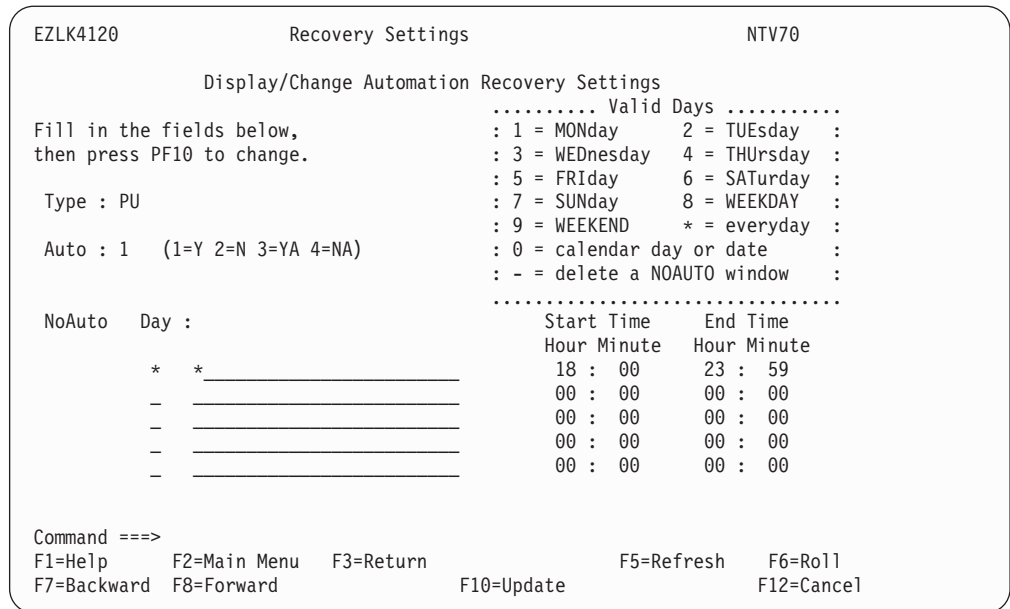 EZLK4120 Recovery Settings NTV70
Display/Change Automation Recovery Settings
.......... Valid Days ...........
Fill in the fields below, : 1 = MONday 2 = TUEsday :
then press PF10 to change. : 3 = WEDnesday 4 = THUrsday :
: 5 = FRIday 6 = SATurday :
Type : PU : 7 = SUNday 8 = WEEKDAY :
: 9 = WEEKEND * = everyday :
Auto : 1 (1=Y 2=N 3=YA 4=NA) : 0 = calendar day or date :
: - = delete a NOAUTO window :
.................................
NoAuto Day : Start Time End Time
Hour Minute Hour Minute
* *________________________ 18 : 00 23 : 59
_ _________________________ 00 : 00 00 : 00
_ _________________________ 00 : 00 00 : 00
_ _________________________ 00 : 00 00 : 00
_ _________________________ 00 : 00 00 : 00
Command ===>
F1=Help F2=Main Menu F3=Return F5=Refresh F6=Roll
F7=Backward F8=Forward F10=Update F12=Cancel